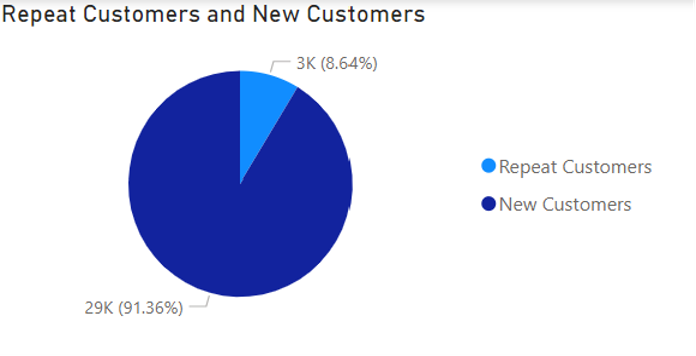 Repeat Customers and New Customers
3K (8.64%)
Repeat Customers
New Customers
29K (91.36%)